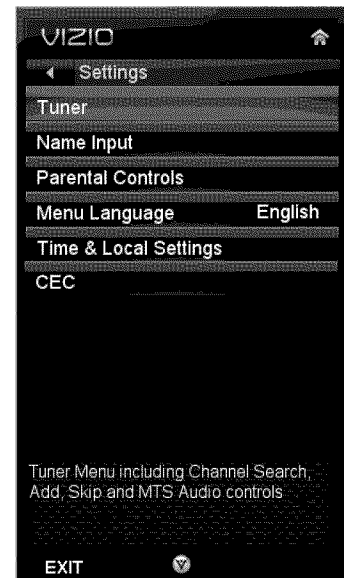 VIZIO
Settings
Tuner
Name Input
Parental Controls
Menu Language English
Time & Local Settings
CEC
Tuner Menu including Channel Search,
Add, Skip and MTS Audio controls
EXIT